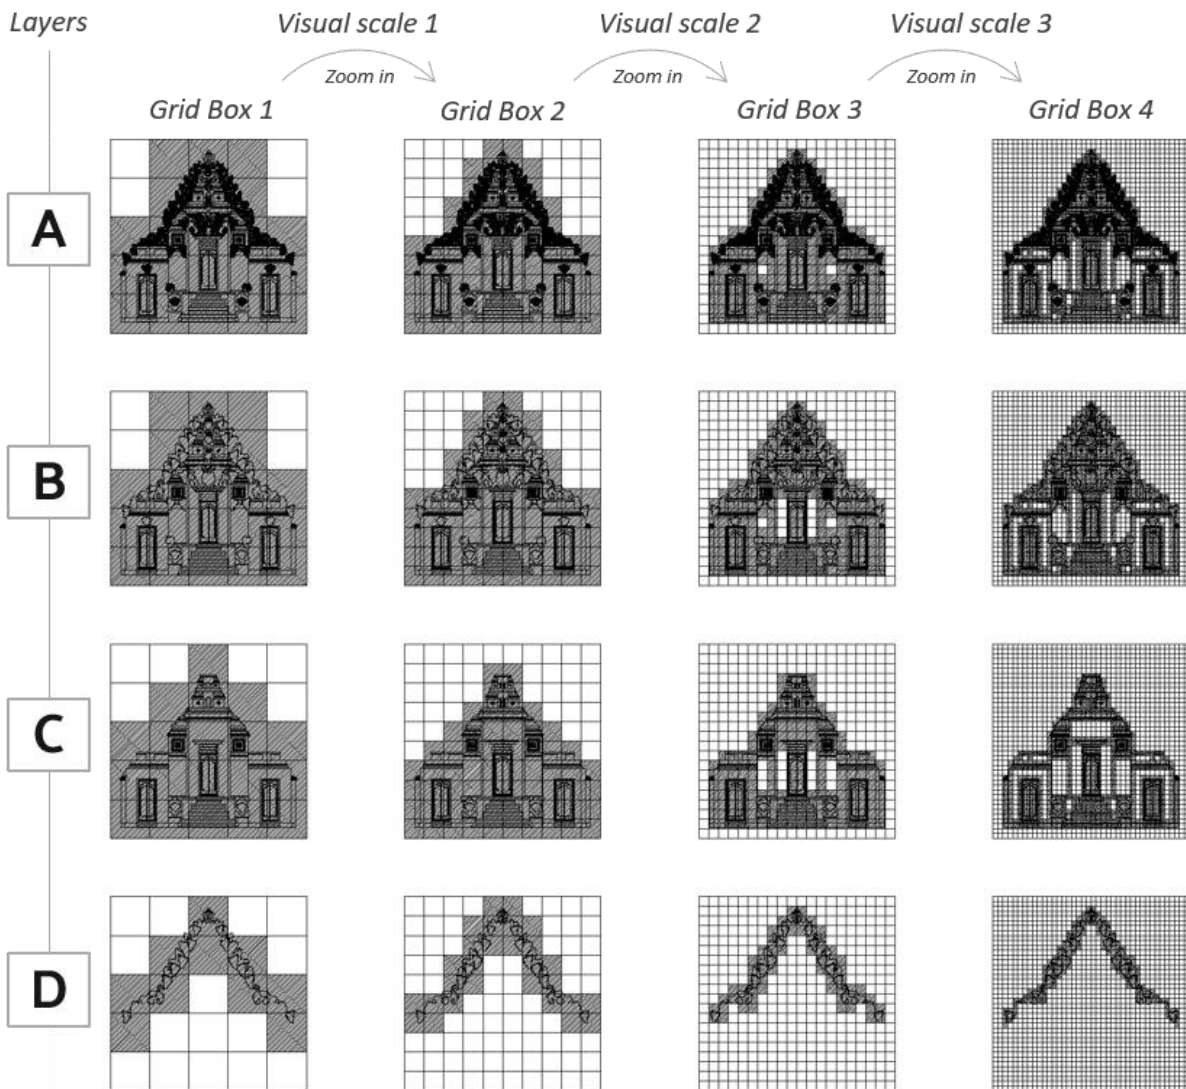 Layers
Visual scale 1
Visual scale 2
Visual scale 3
Zoom in
Zoom in
Zoom in
Grid Box 1
Grid Box 2
Grid Box 3
Grid Box 4
A
B
C
D